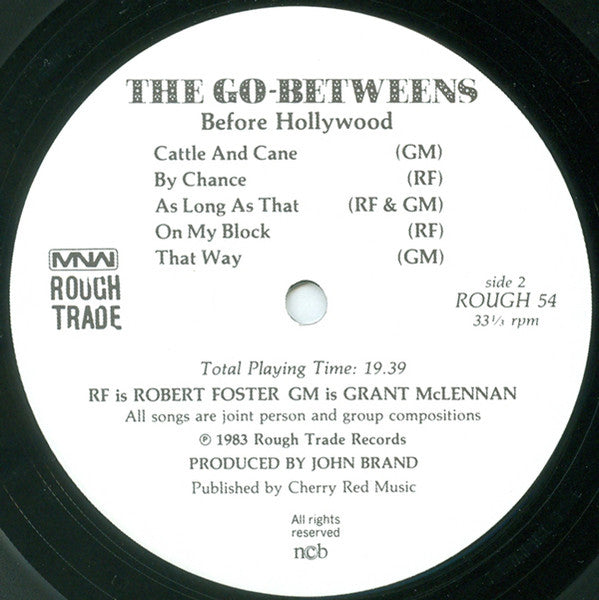 THE GO-BETWEENS
Before Hollywood
Cattle And Cane (GM)
By Chance (RF)
As Long As That (RF & GM)
On My Block (RF)
That Way (GM)
MNW
ROUGH
TRADE
side 2
ROUGH 54
33⅓ rpm
Total Playing Time: 19.39
RF is ROBERT FOSTER GM is GRANT McLENNAN
All songs are joint person and group compositions
℗ 1983 Rough Trade Records
PRODUCED BY JOHN BRAND
Published by Cherry Red Music
All rights
reserved
ncb